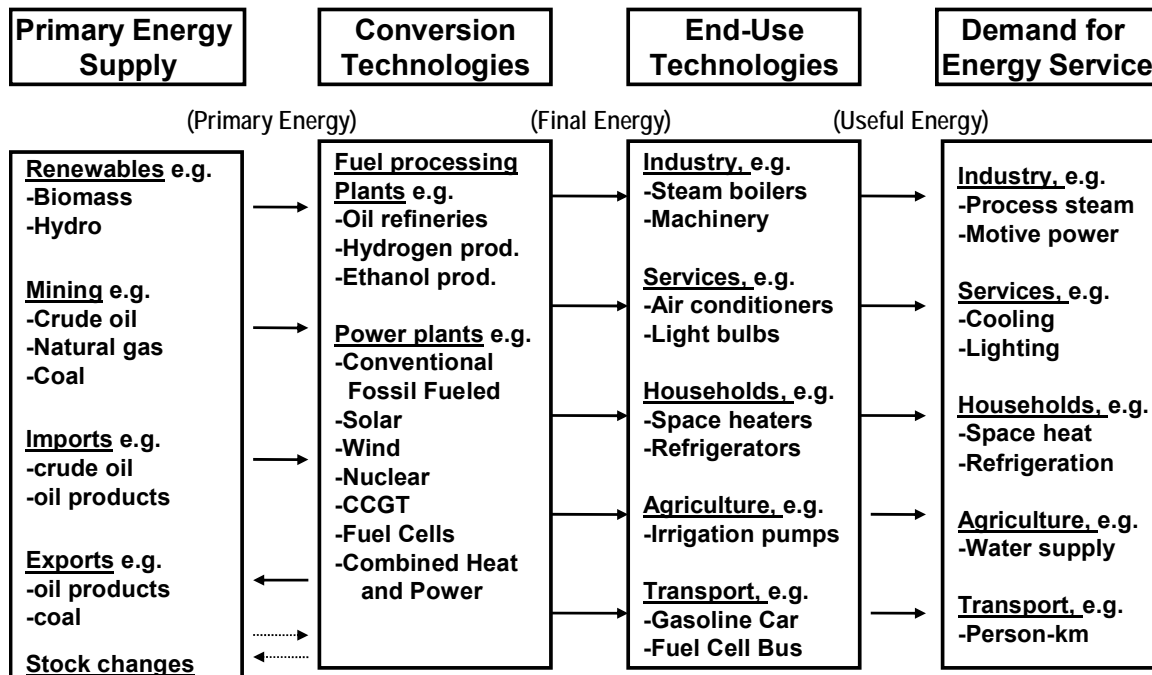 Primary Energy
Supply
Conversion
Technologies
End-Use
Technologies
Demand for
Energy Service
(Primary Energy)
(Final Energy)
(Useful Energy)
Renewables e.g.
-Biomass
-Hydro
Mining e.g.
-Crude oil
-Natural gas
-Coal
Imports e.g.
-crude oil
-oil products
Exports e.g.
-oil products
-coal
Stock changes
Fuel processing
Plants e.g.
-Oil refineries
-Hydrogen prod.
-Ethanol prod.
Power plants e.g.
-Conventional
Fossil Fueled
-Solar
-Wind
-Nuclear
-CCGT
-Fuel Cells
-Combined Heat
and Power
Industry, e.g.
-Steam boilers
-Machinery
Services, e.g.
-Air conditioners
-Light bulbs
Households, e.g.
-Space heaters
-Refrigerators
Agriculture, e.g.
-Irrigation pumps
Transport, e.g.
-Gasoline Car
-Fuel Cell Bus
Industry, e.g.
-Process steam
-Motive power
Services, e.g.
-Cooling
-Lighting
Households, e.g.
-Space heat
-Refrigeration
Agriculture, e.g.
-Water supply
Transport, e.g.
-Person-km